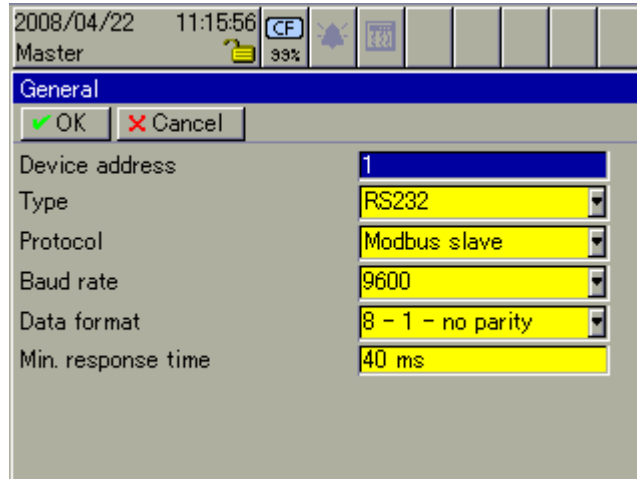 2008/04/22 11:15:56 CF
Master 99%
General
OK Cancel
Device address 1
Type RS232
Protocol Modbus slave
Baud rate 9600
Data format 8 - 1 - no parity
Min. response time 40 ms